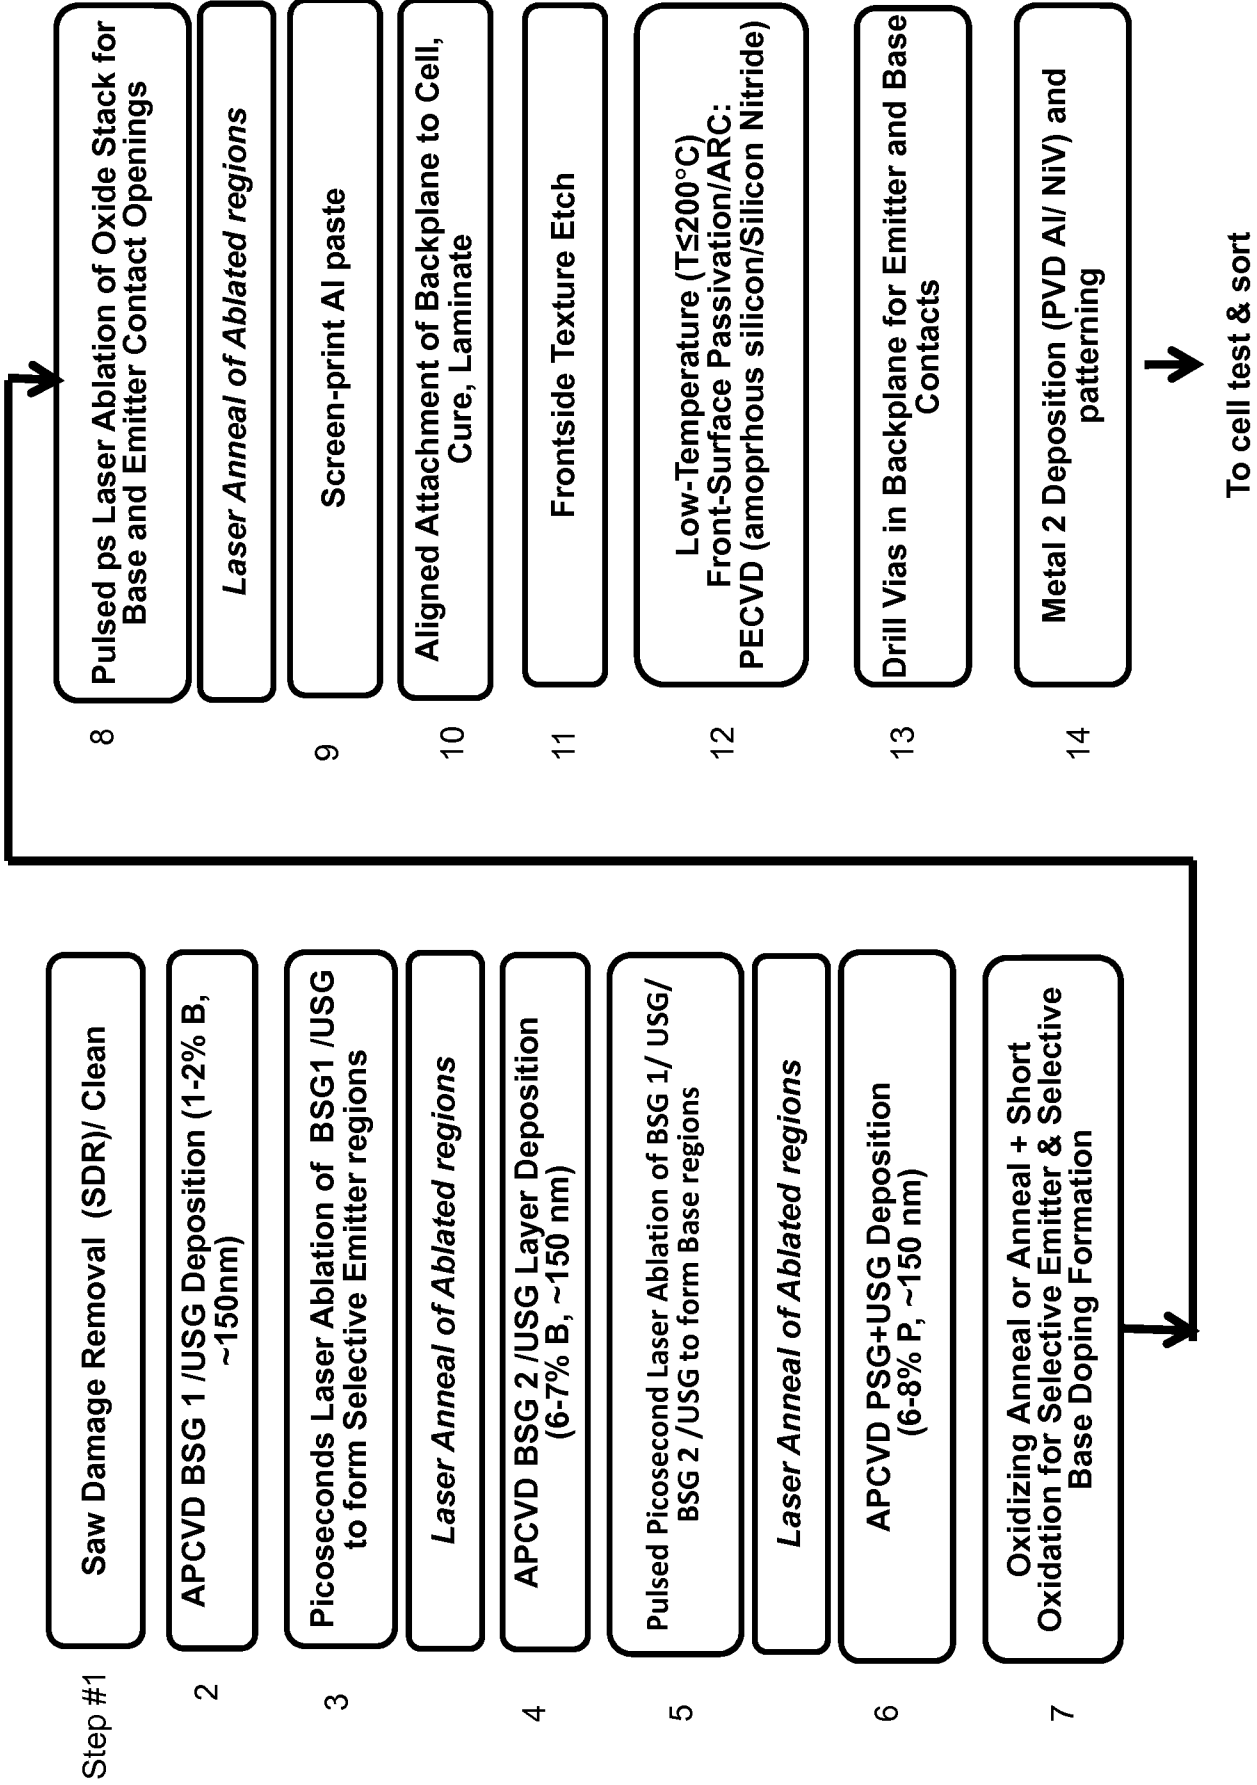 Step #1
Saw Damage Removal (SDR)/ Clean
2
APCVD BSG 1 /USG Deposition (1-2% B,
~150nm)
3
Picoseconds Laser Ablation of BSG1 /USG
to form Selective Emitter regions
Laser Anneal of Ablated regions
4
APCVD BSG 2 /USG Layer Deposition
(6-7% B, ~150 nm)
5
Pulsed Picosecond Laser Ablation of BSG 1/ USG/
BSG 2 /USG to form Base regions
Laser Anneal of Ablated regions
6
APCVD PSG+USG Deposition
(6-8% P, ~150 nm)
7
Oxidizing Anneal or Anneal + Short
Oxidation for Selective Emitter & Selective
Base Doping Formation
8
Pulsed ps Laser Ablation of Oxide Stack for
Base and Emitter Contact Openings
Laser Anneal of Ablated regions
9
Screen-print Al paste
10
Aligned Attachment of Backplane to Cell,
Cure, Laminate
11
Frontside Texture Etch
12
Low-Temperature (T≤200°C)
Front-Surface Passivation/ARC:
PECVD (amoprhous silicon/Silicon Nitride)
13
Drill Vias in Backplane for Emitter and Base
Contacts
14
Metal 2 Deposition (PVD Al/ NiV) and
patterning
To cell test & sort